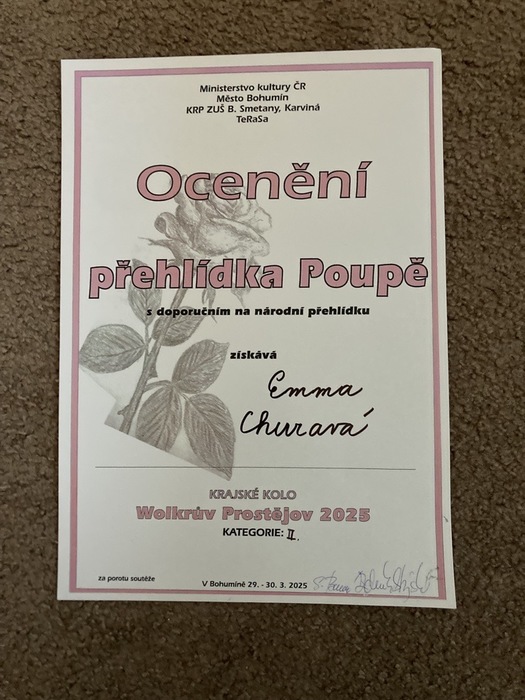 Ministerstvo kultury ČR
Město Bohumín
KRP ZUŠ B. Smetany, Karviná
TeRaSa
Ocenění
přehlídka Poupě
s doporučním na národní přehlídku
získává
Emma
Churavá
KRAJSKÉ KOLO
Wolkrův Prostějov 2025
KATEGORIE: II.
za porotu soutěže
V Bohumíně 29. - 30. 3. 2025